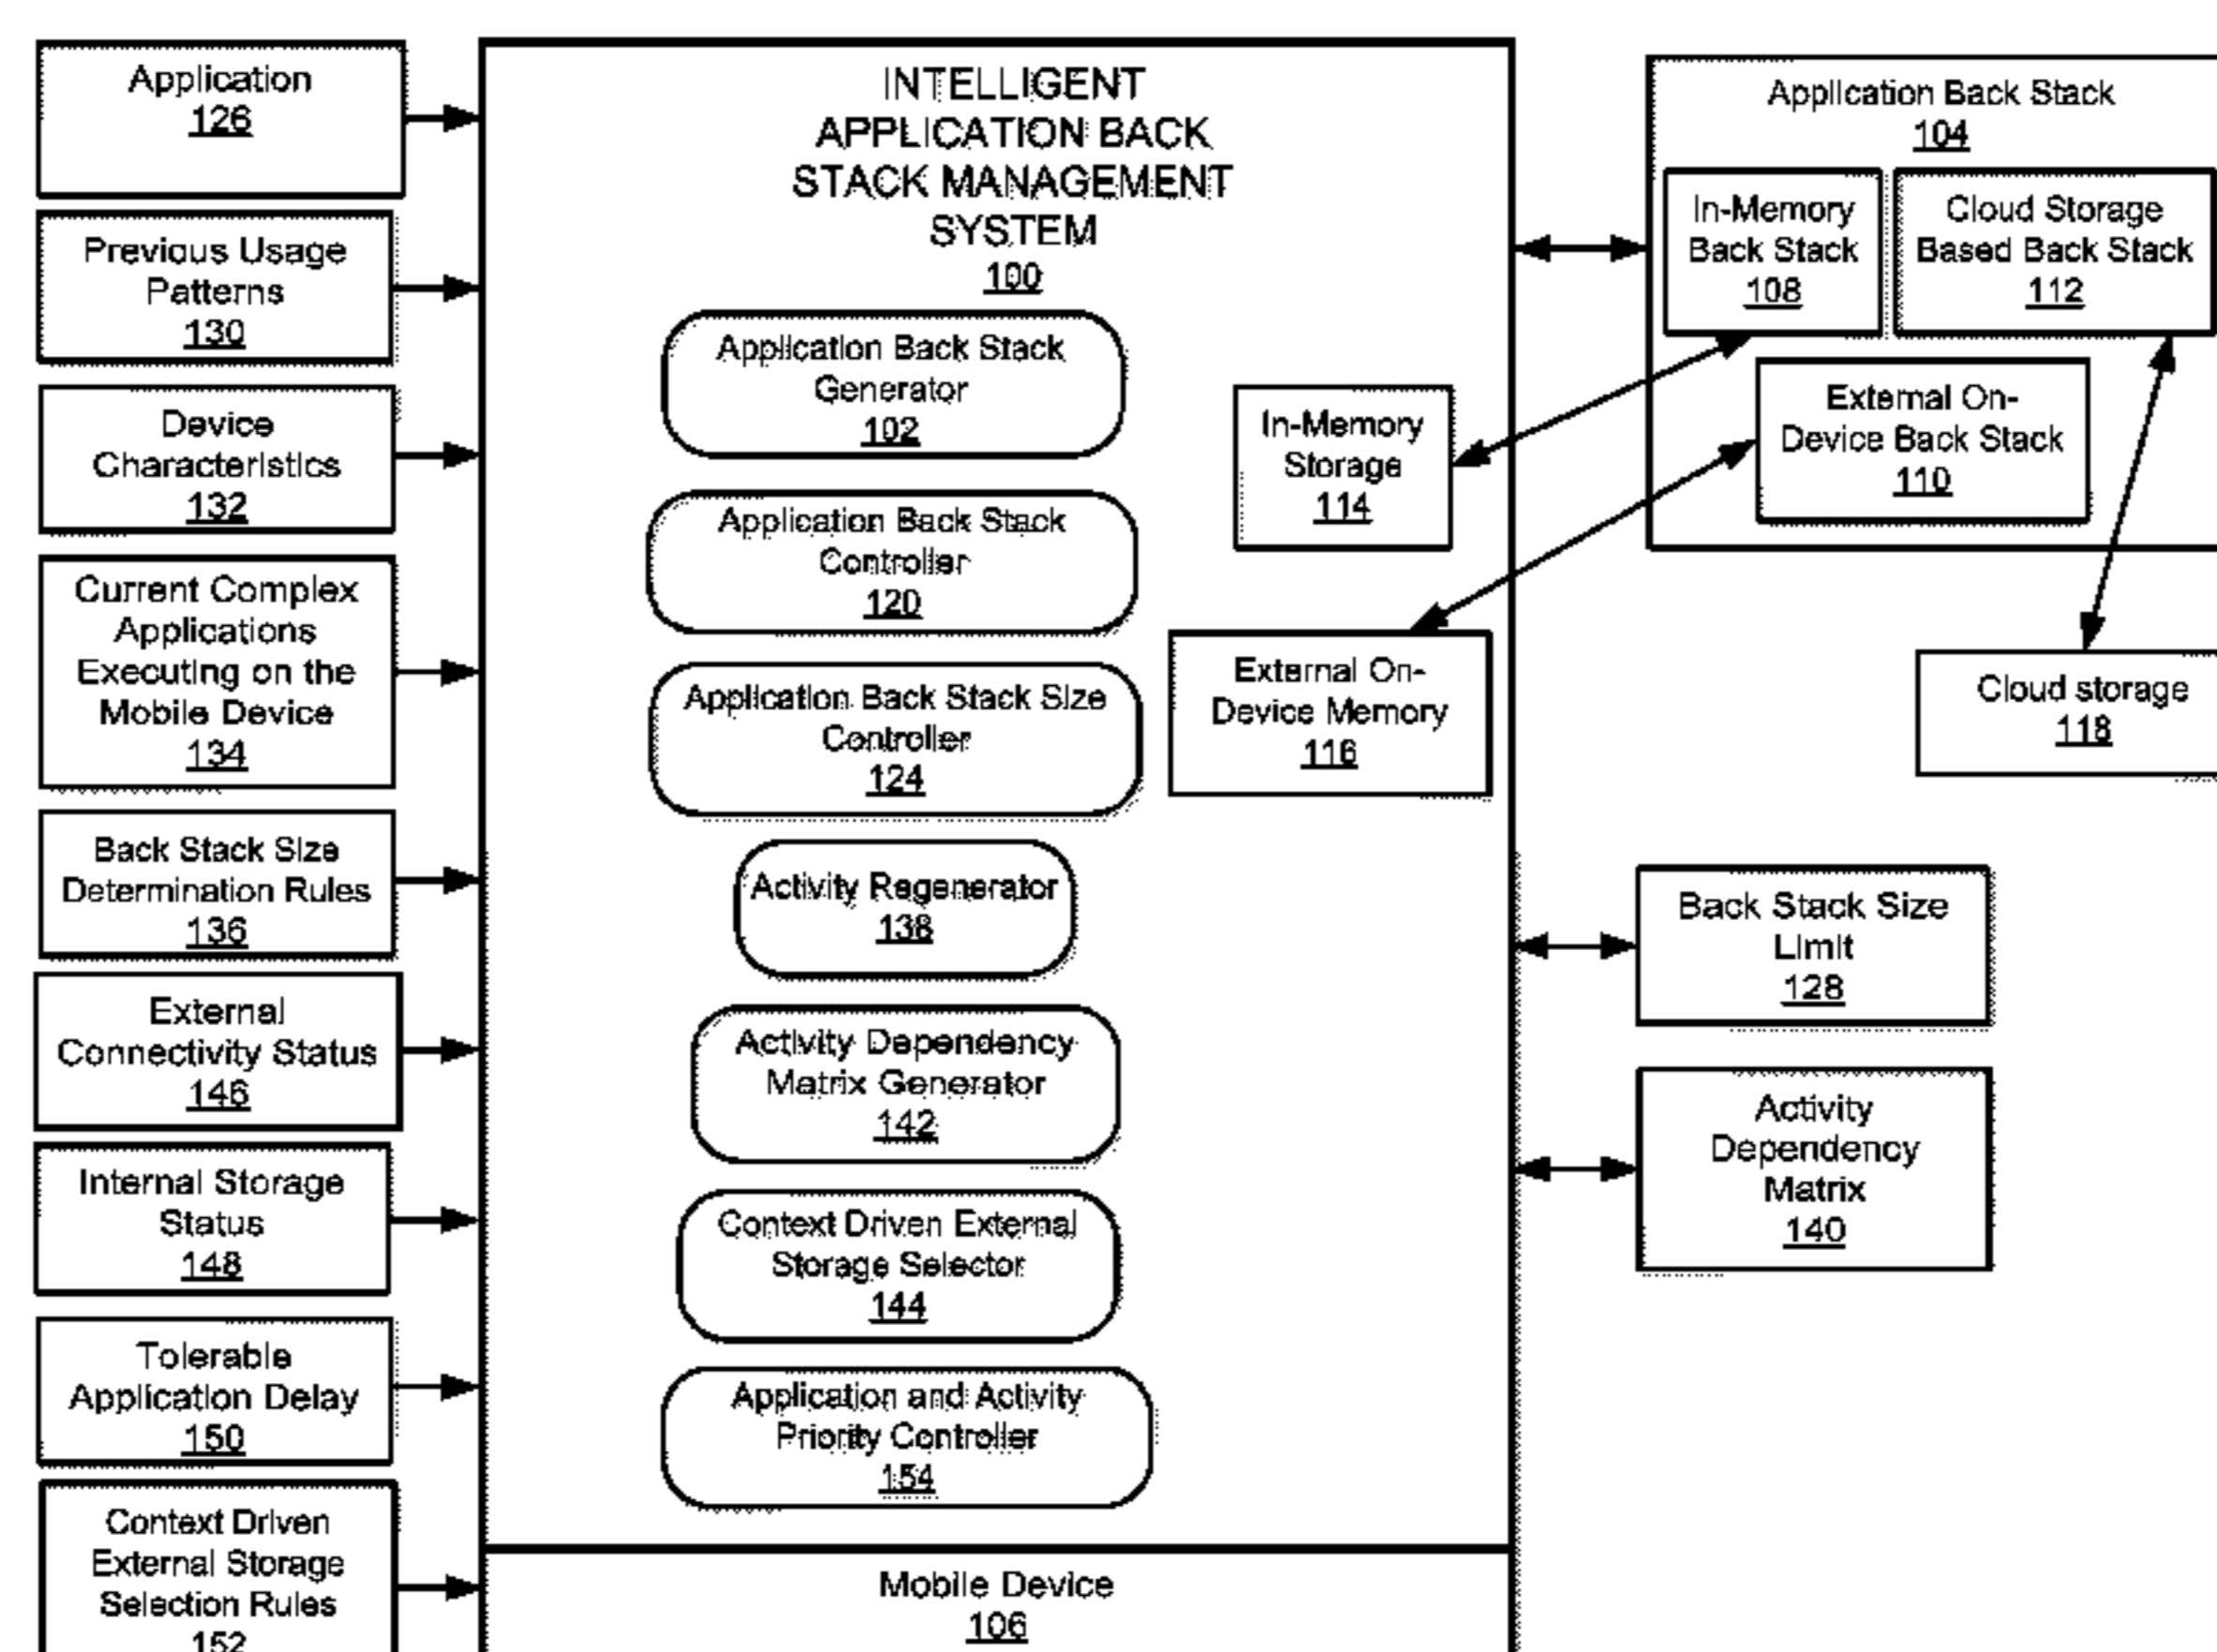 Application
126
Previous Usage
Patterns
130
Device
Characteristics
132
Current Complex
Applications
Executing on the
Mobile Device
134
Back Stack Size
Determination Rules
136
External
Connectivity Status
146
Internal Storage
Status
148
Tolerable
Application Delay
150
Context Driven
External Storage
Selection Rules
152
INTELLIGENT
APPLICATION BACK
STACK MANAGEMENT
SYSTEM
100
Application Back Stack
Generator
102
Application Back Stack
Controller
120
Application Back Stack Size
Controller
124
Activity Regenerator
138
Activity Dependency
Matrix Generator
142
Context Driven External
Storage Selector
144
Application and Activity
Priority Controller
154
In-Memory
Storage
114
External On-
Device Memory
116
Mobile Device
106
Application Back Stack
104
In-Memory
Back Stack
108
Cloud Storage
Based Back Stack
112
External On-
Device Back Stack
110
Cloud storage
118
Back Stack Size
Limit
128
Activity
Dependency
Matrix
140